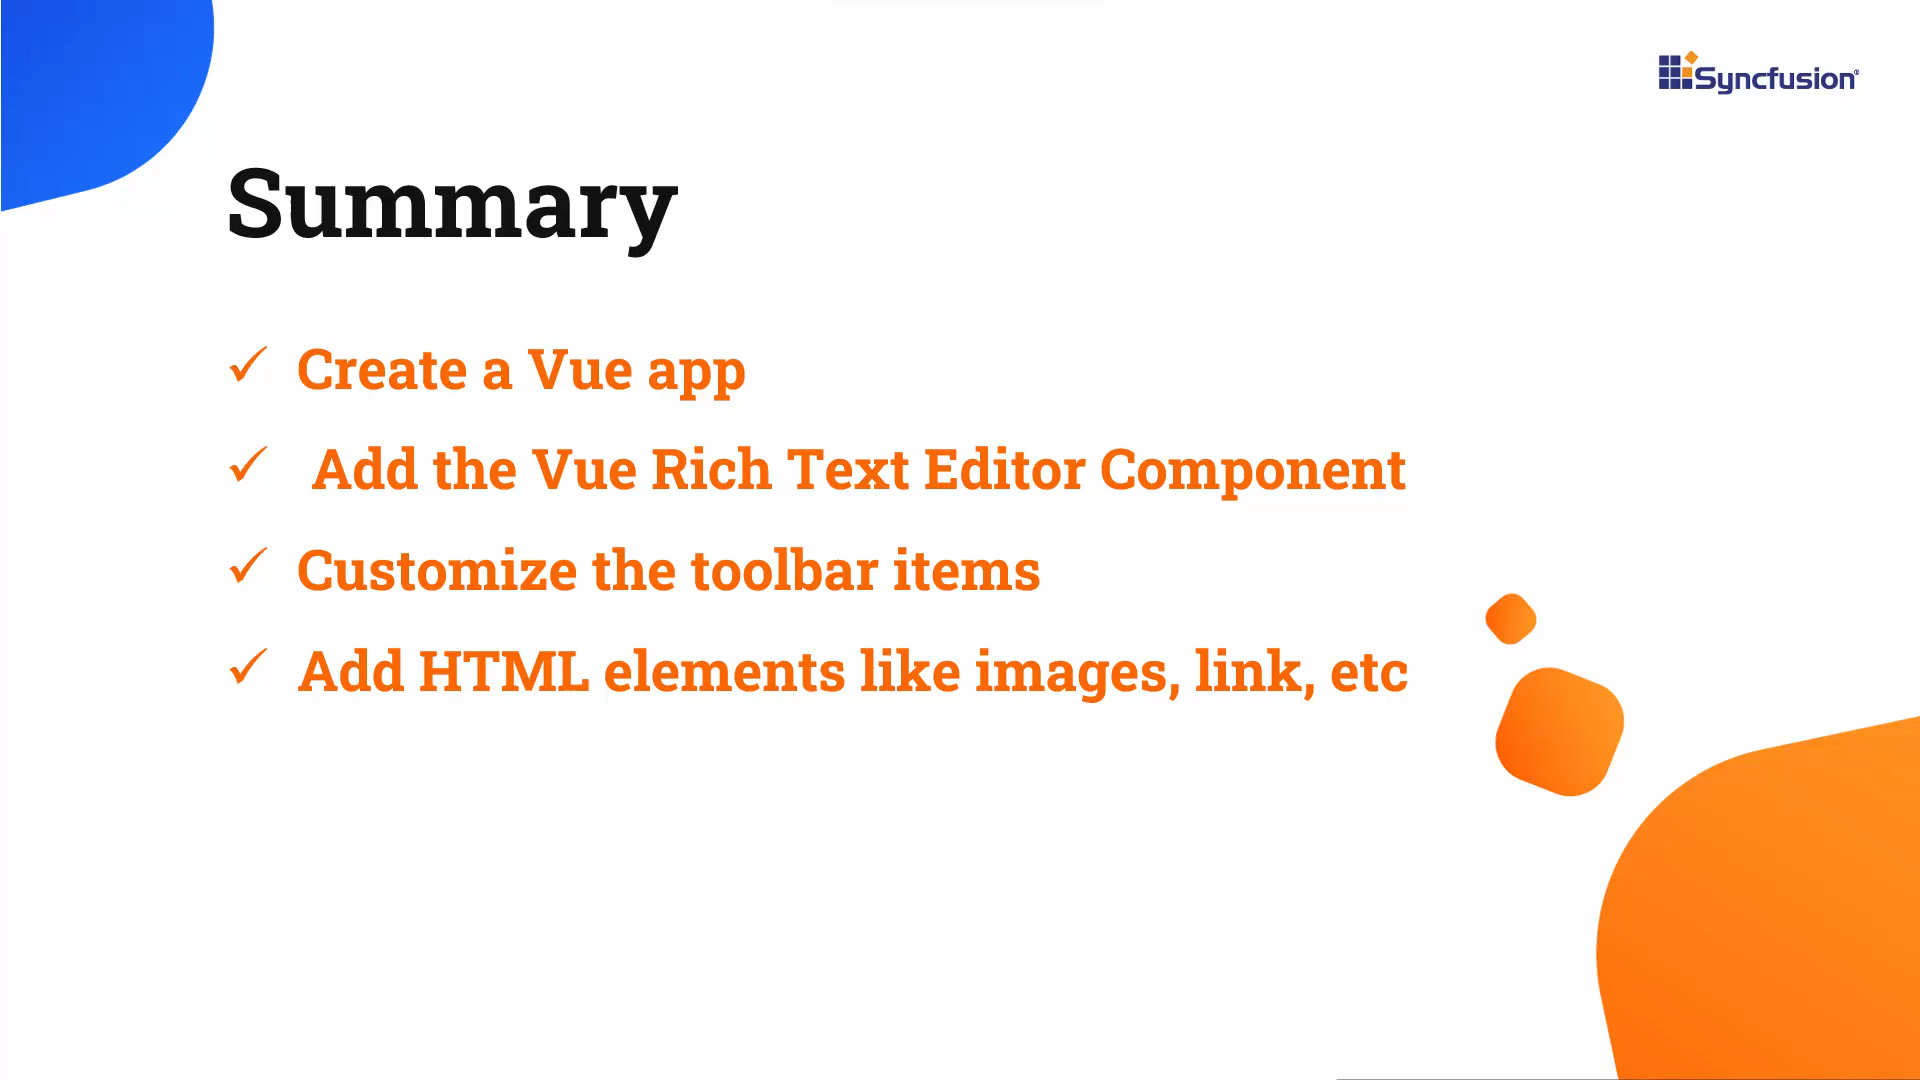 Syncfusion®
Summary
✓ Create a Vue app
✓ Add the Vue Rich Text Editor Component
✓ Customize the toolbar items
✓ Add HTML elements like images, link, etc